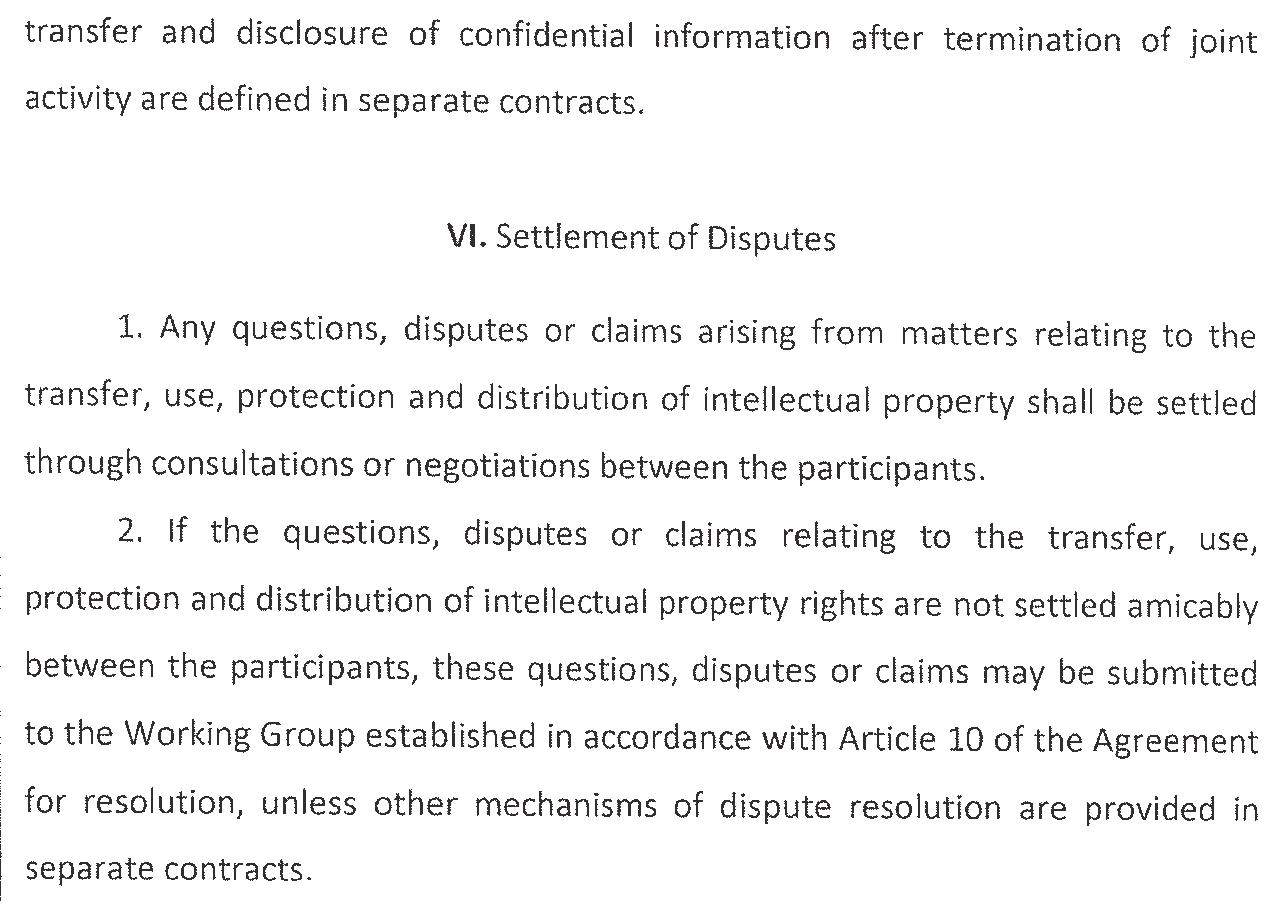 transfer and disclosure of confidential information after termination of joint
activity are defined in separate contracts.
VI. Settlement of Disputes
1. Any questions, disputes or claims arising from matters relating to the
transfer, use, protection and distribution of intellectual property shall be settled
through consultations or negotiations between the participants.
2. If the questions, disputes or claims relating to the transfer, use,
protection and distribution of intellectual property rights are not settled amicably
between the participants, these questions, disputes or claims may be submitted
to the Working Group established in accordance with Article 10 of the Agreement
for resolution, unless other mechanisms of dispute resolution are provided in
separate contracts.